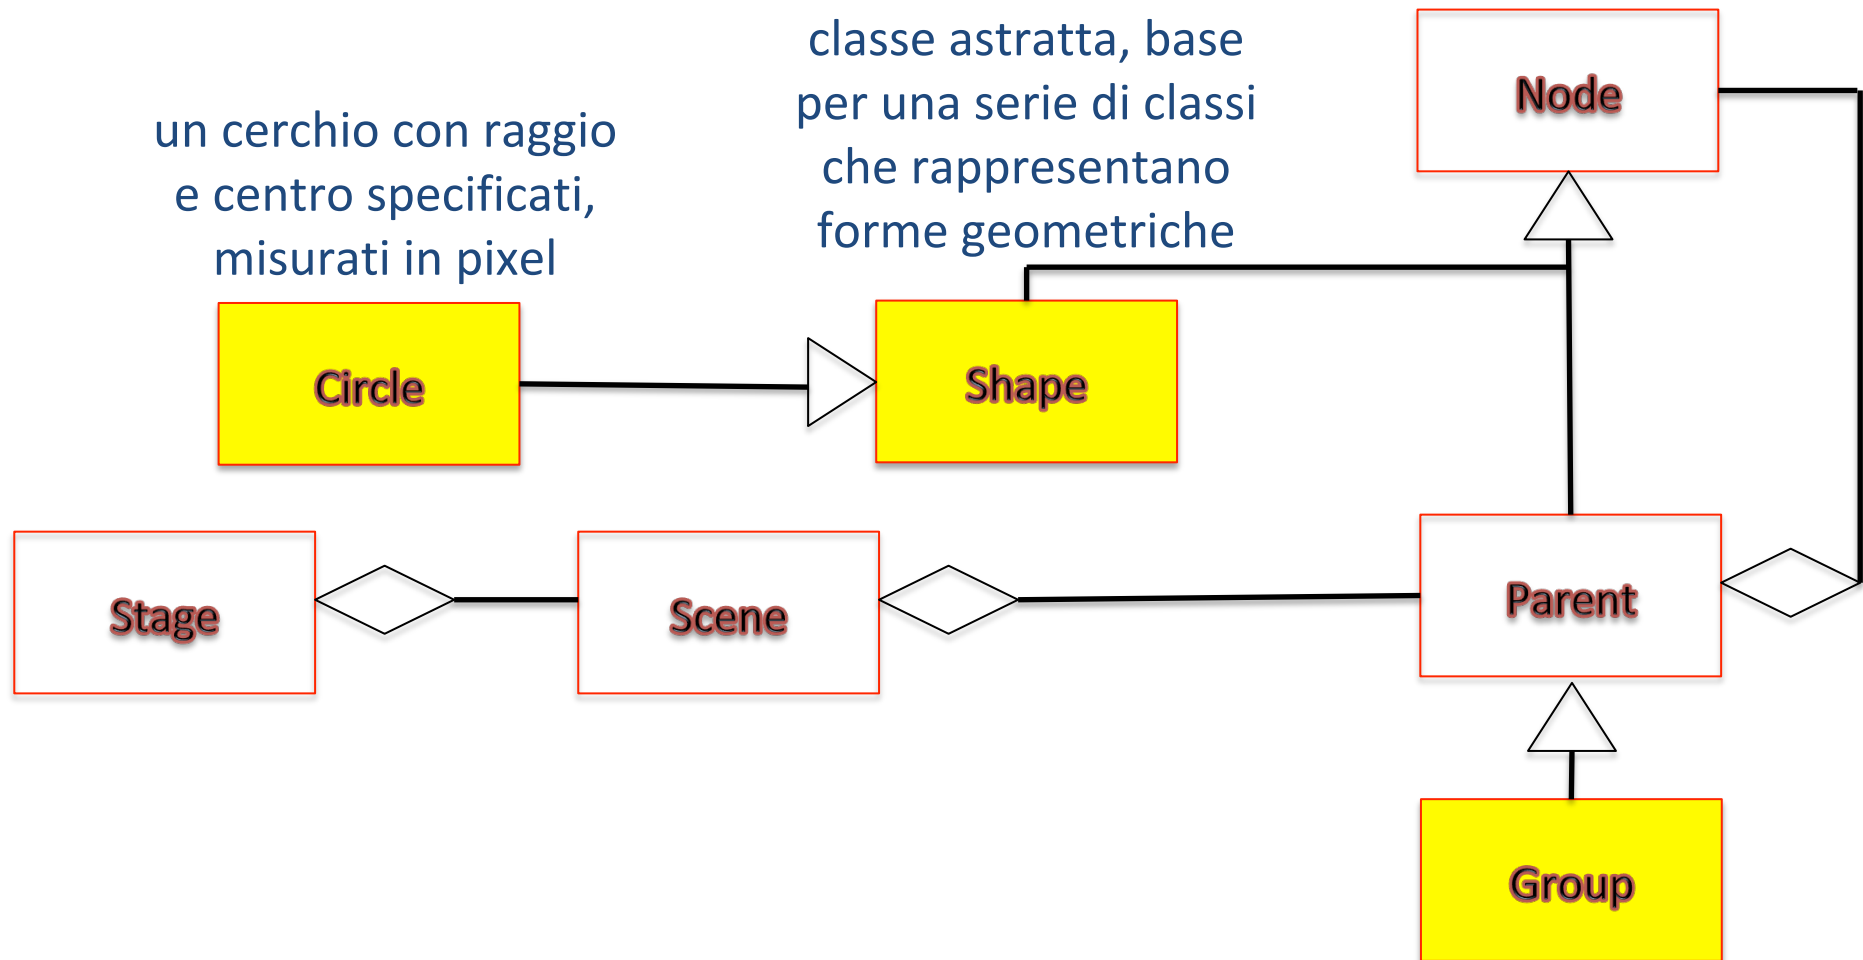 classe astratta, base
per una serie di classi
che rappresentano
forme geometriche
Node
un cerchio con raggio
e centro specificati,
misurati in pixel
Circle
Shape
Stage
Scene
Parent
Group